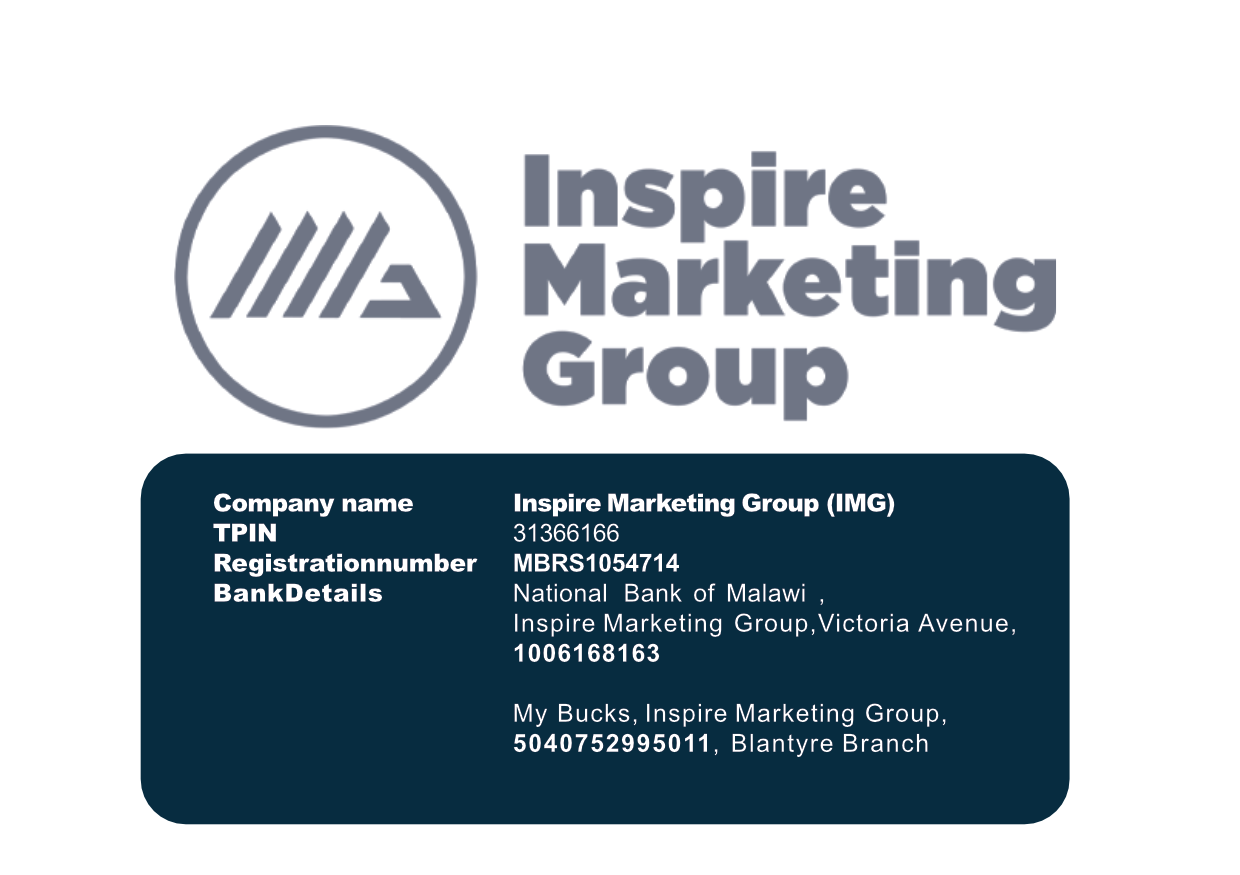 Inspire
Marketing
Group
Company name Inspire Marketing Group (IMG)
TPIN 31366166
Registrationnumber MBRS1054714
BankDetails National Bank of Malawi ,
Inspire Marketing Group,Victoria Avenue,
1006168163
My Bucks, Inspire Marketing Group,
5040752995011, Blantyre Branch